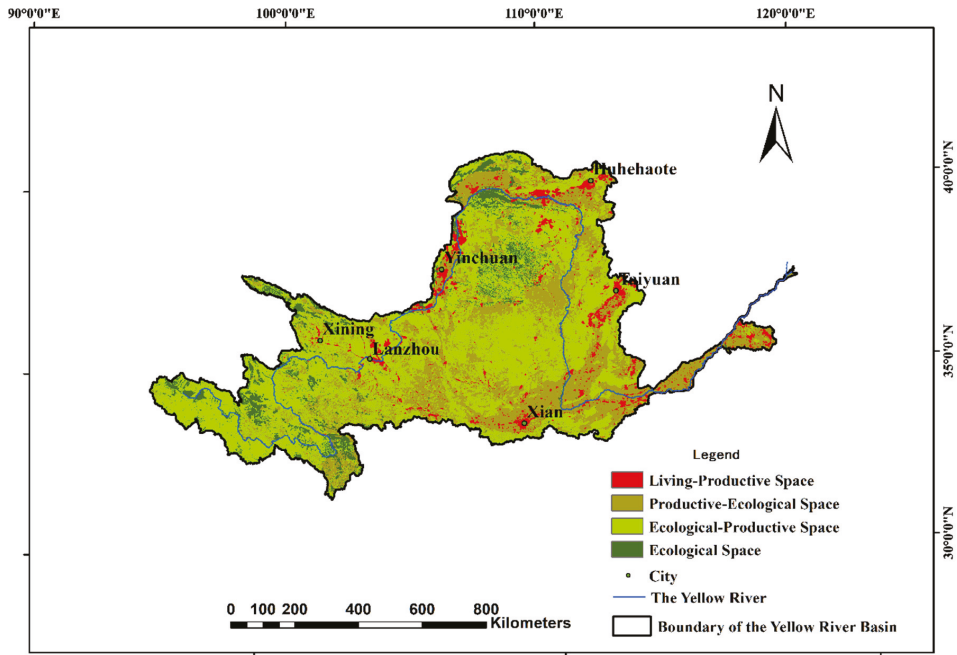 90°0'0"E 100°0'0"E 110°0'0"E 120°0'0"E
N
Huhehaote
40°0'0"N
Yinchuan
Taiyuan
Xining
Lanzhou
35°0'0"N
Xian
Legend
Living-Productive Space
Productive-Ecological Space
Ecological-Productive Space
Ecological Space
City
The Yellow River
Boundary of the Yellow River Basin
30°0'0"N
0 100 200 400 600 800
Kilometers